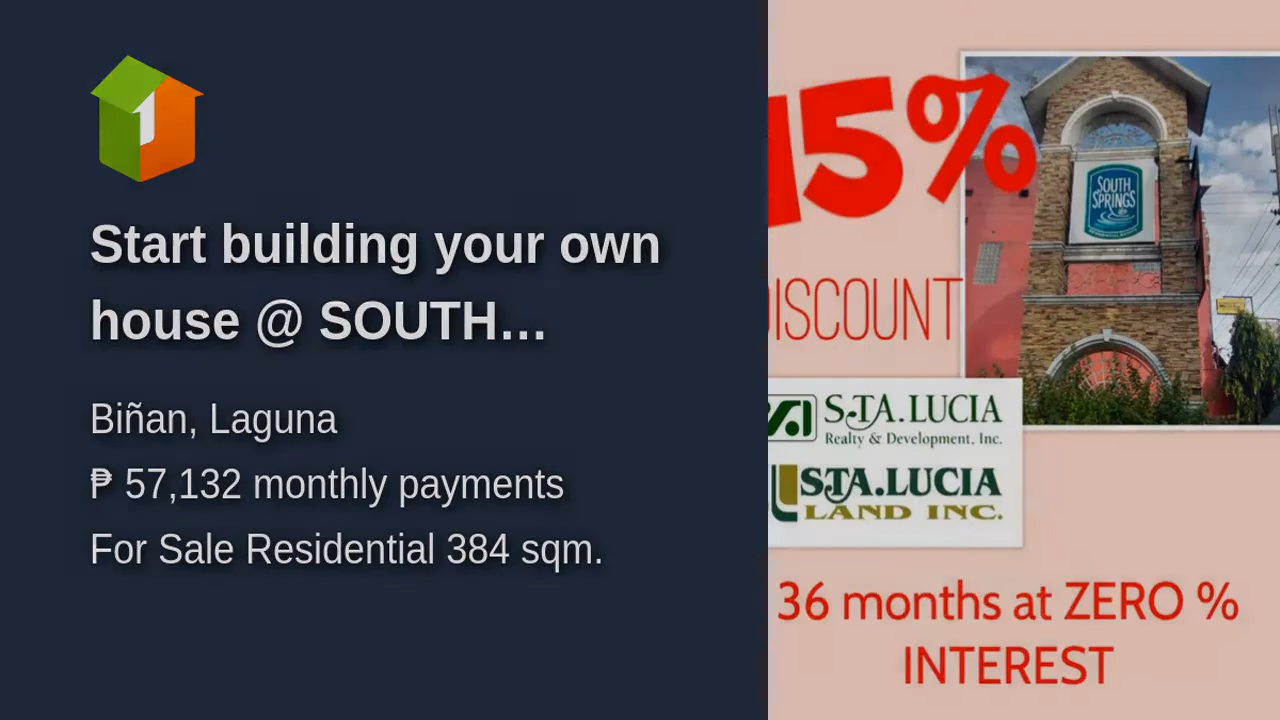 Start building your own
house @ SOUTH...
Biñan, Laguna
₱ 57,132 monthly payments
For Sale Residential 384 sqm.
15%
DISCOUNT
SOUTH
SPRINGS
STA.LUCIA
Realty & Development, Inc.
STA.LUCIA
LAND INC.
36 months at ZERO %
INTEREST